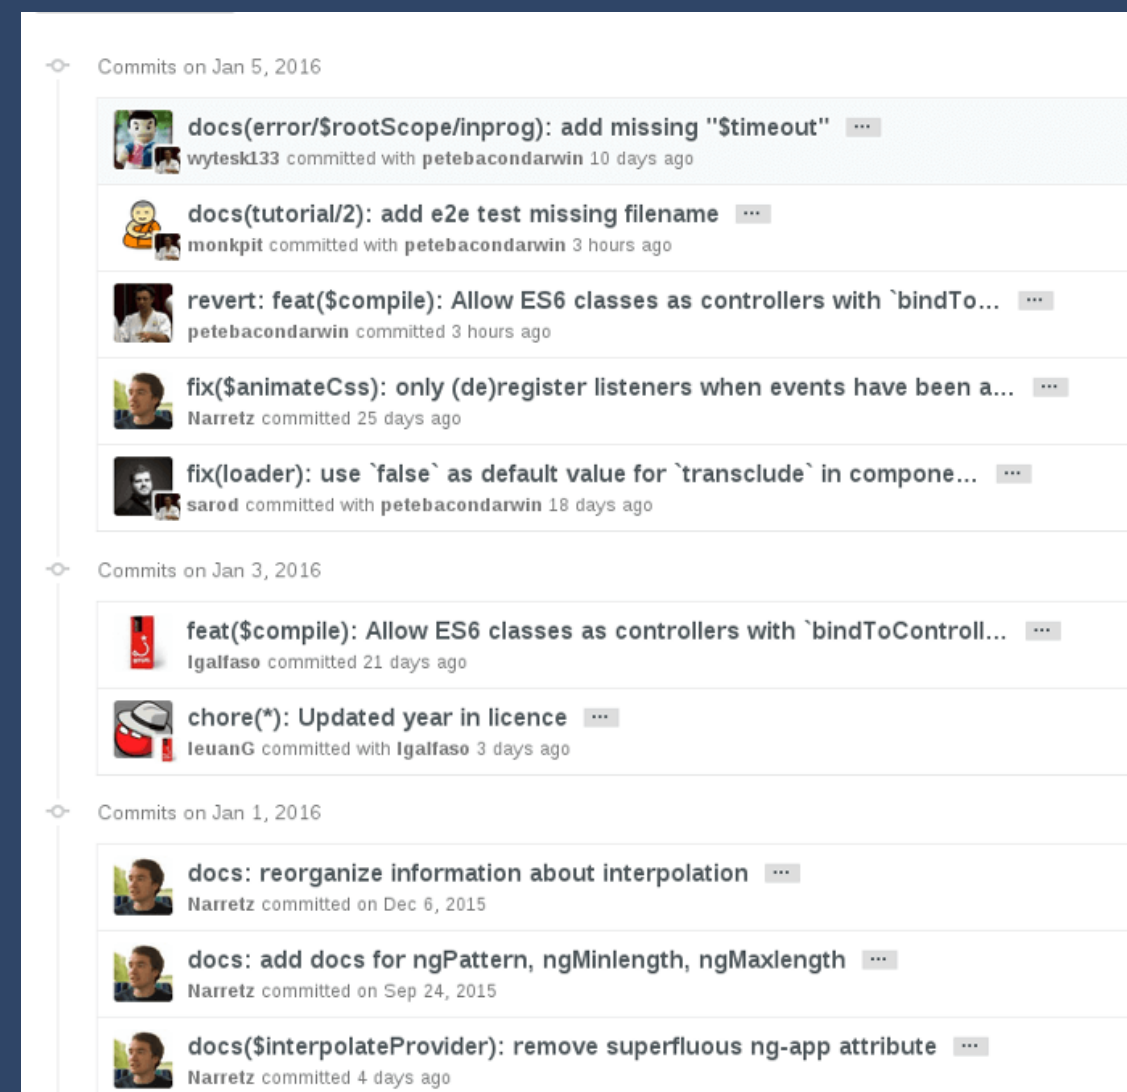 Commits on Jan 5, 2016
docs(error/$rootScope/inprog): add missing "$timeout" ...
wytesk133 committed with petebacondarwin 10 days ago
docs(tutorial/2): add e2e test missing filename ...
monkpit committed with petebacondarwin 3 hours ago
revert: feat($compile): Allow ES6 classes as controllers with `bindTo… ...
petebacondarwin committed 3 hours ago
fix($animateCss): only (de)register listeners when events have been a… ...
Narretz committed 25 days ago
fix(loader): use `false` as default value for `transclude` in compone… ...
sarod committed with petebacondarwin 18 days ago
Commits on Jan 3, 2016
feat($compile): Allow ES6 classes as controllers with `bindToControll… ...
lgalfaso committed 21 days ago
chore(*): Updated year in licence ...
IeuanG committed with lgalfaso 3 days ago
Commits on Jan 1, 2016
docs: reorganize information about interpolation ...
Narretz committed on Dec 6, 2015
docs: add docs for ngPattern, ngMinlength, ngMaxlength ...
Narretz committed on Sep 24, 2015
docs($interpolateProvider): remove superfluous ng-app attribute ...
Narretz committed 4 days ago